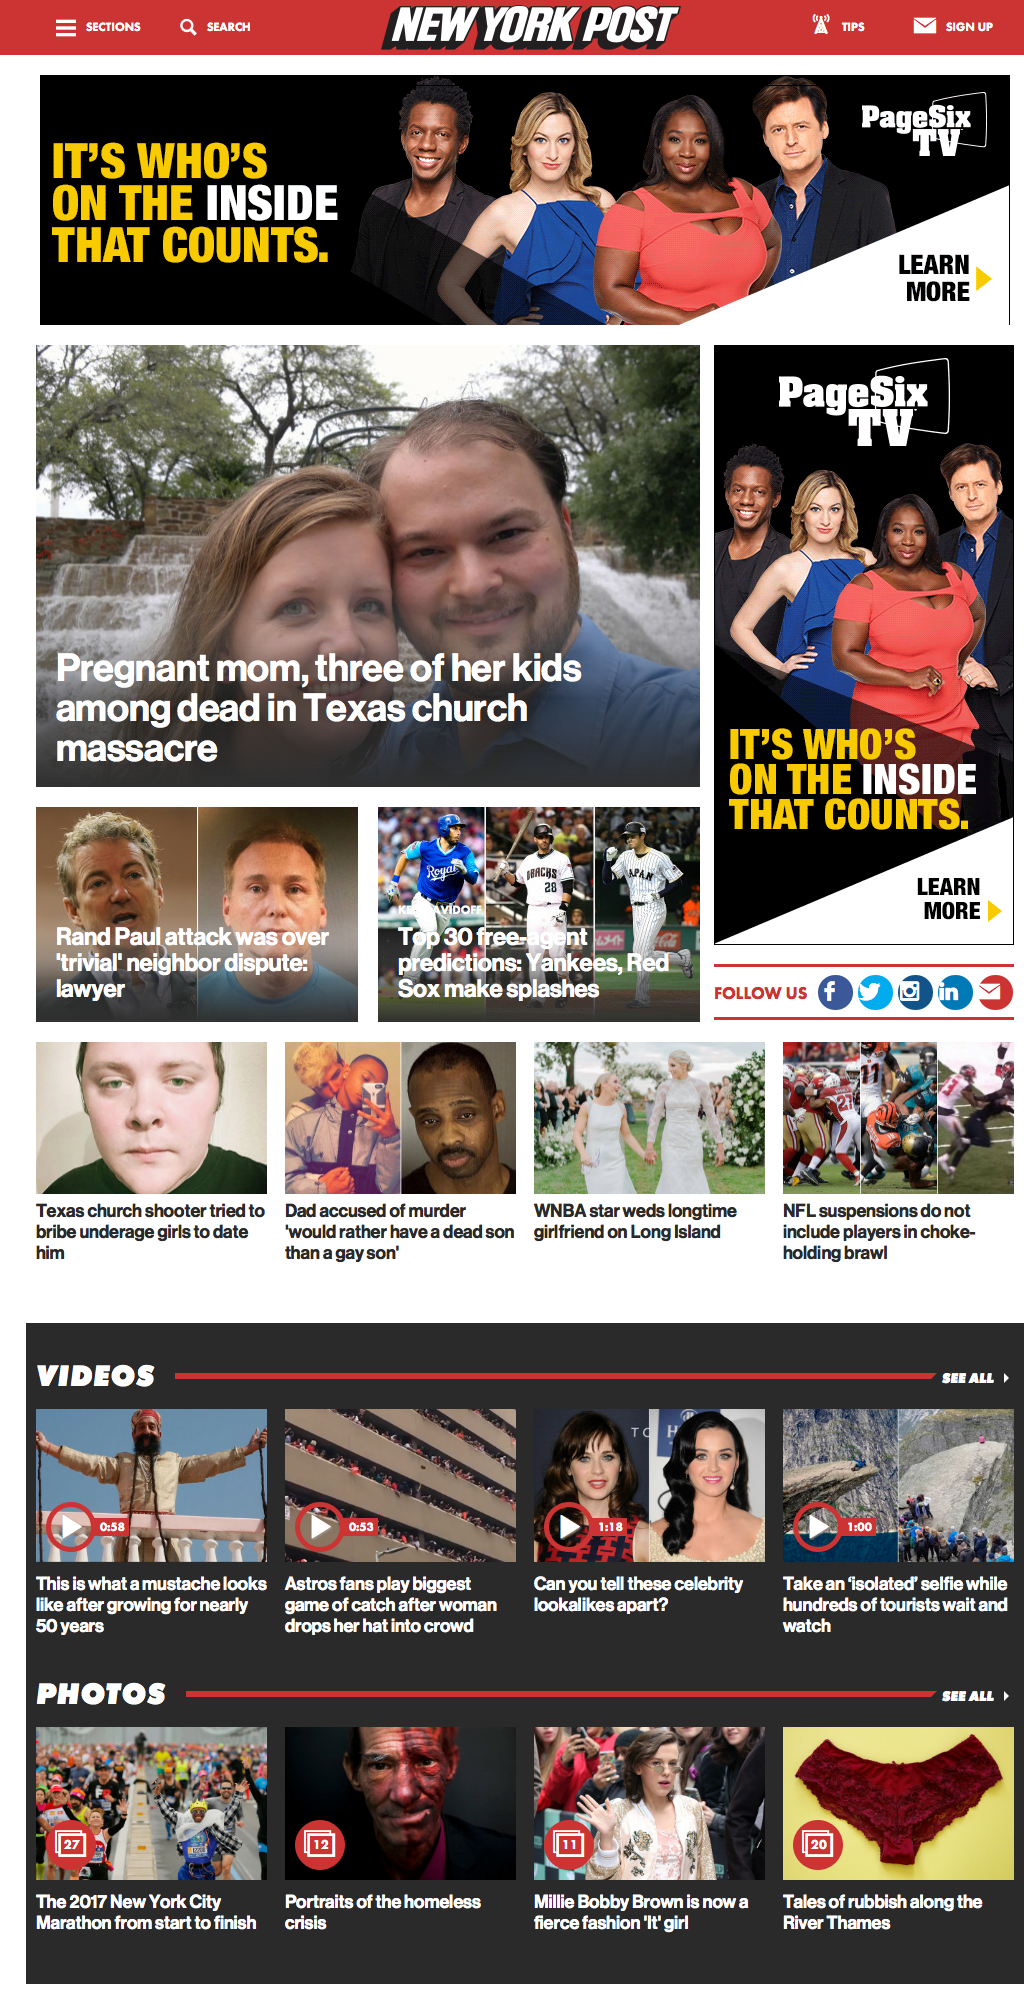 SECTIONS
SEARCH
NEW YORK POST
TIPS
SIGN UP
IT'S WHO'S
ON THE INSIDE
THAT COUNTS.
PageSix
TV
LEARN
MORE
Pregnant mom, three of her kids
among dead in Texas church
massacre
PageSix
TV
IT'S WHO'S
ON THE INSIDE
THAT COUNTS.
LEARN
MORE
Rand Paul attack was over
'trivial' neighbor dispute:
lawyer
Royals
28
KEN DAVIDOFF
Top 30 free-agent
predictions: Yankees, Red
Sox make splashes
FOLLOW US
Texas church shooter tried to
bribe underage girls to date
him
Dad accused of murder
'would rather have a dead son
than a gay son'
WNBA star weds longtime
girlfriend on Long Island
NFL suspensions do not
include players in choke-
holding brawl
VIDEOS
SEE ALL
0:58
This is what a mustache looks
like after growing for nearly
50 years
0:53
Astros fans play biggest
game of catch after woman
drops her hat into crowd
1:18
Can you tell these celebrity
lookalikes apart?
1:00
Take an ‘isolated’ selfie while
hundreds of tourists wait and
watch
PHOTOS
SEE ALL
27
The 2017 New York City
Marathon from start to finish
12
Portraits of the homeless
crisis
11
Millie Bobby Brown is now a
fierce fashion 'It' girl
20
Tales of rubbish along the
River Thames